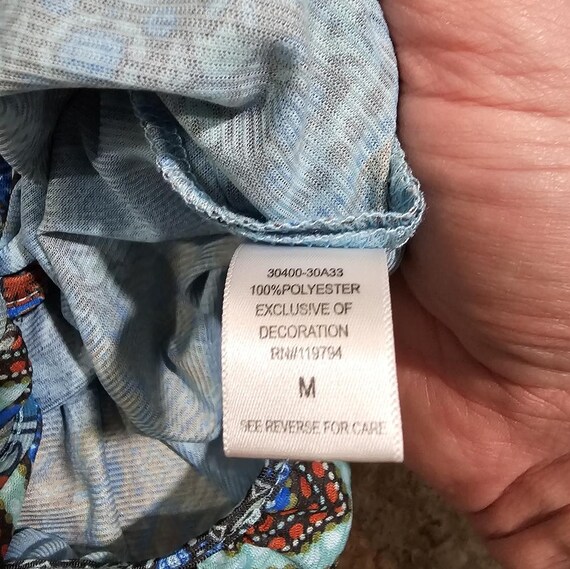 30400-30A33
100%POLYESTER
EXCLUSIVE OF
DECORATION
RN//119794
M
SEE REVERSE FOR CARE